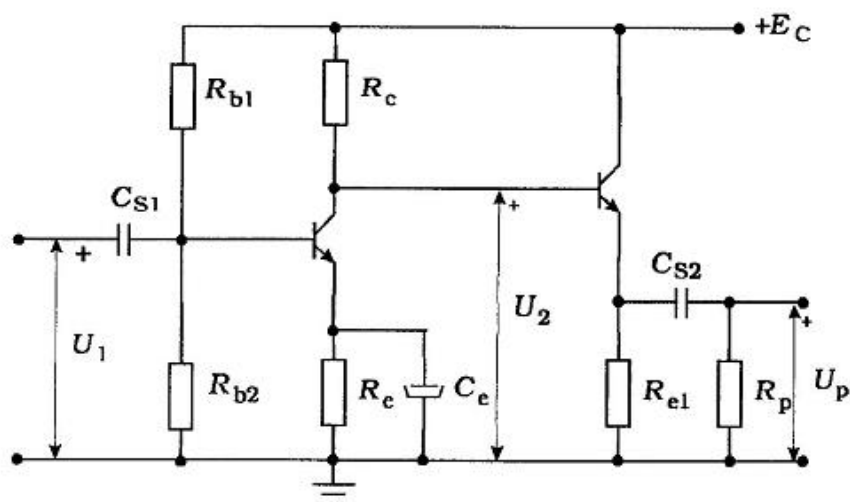 +E_C
R_b1
R_c
C_S1
+
+
C_S2
U_1
U_2
+
R_b2
R_e
C_e
R_e1
R_p
U_p